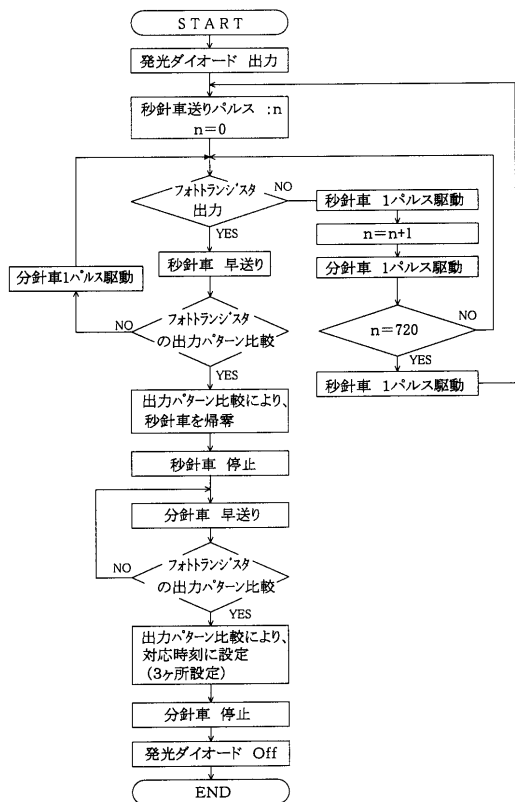 START
発光ダイオード 出力
秒針車送りパルス :n
n=0
フォトトランジスタ
出力
NO
YES
秒針車 1パルス駆動
n=n+1
分針車 1パルス駆動
n=720
NO
YES
秒針車 1パルス駆動
秒針車 早送り
分針車1パルス駆動
フォトトランジスタ
の出力パターン比較
NO
YES
出力パターン比較により、
秒針車を帰零
秒針車 停止
分針車 早送り
フォトトランジスタ
の出力パターン比較
NO
YES
出力パターン比較により、
対応時刻に設定
(3ヶ所設定)
分針車 停止
発光ダイオード Off
END